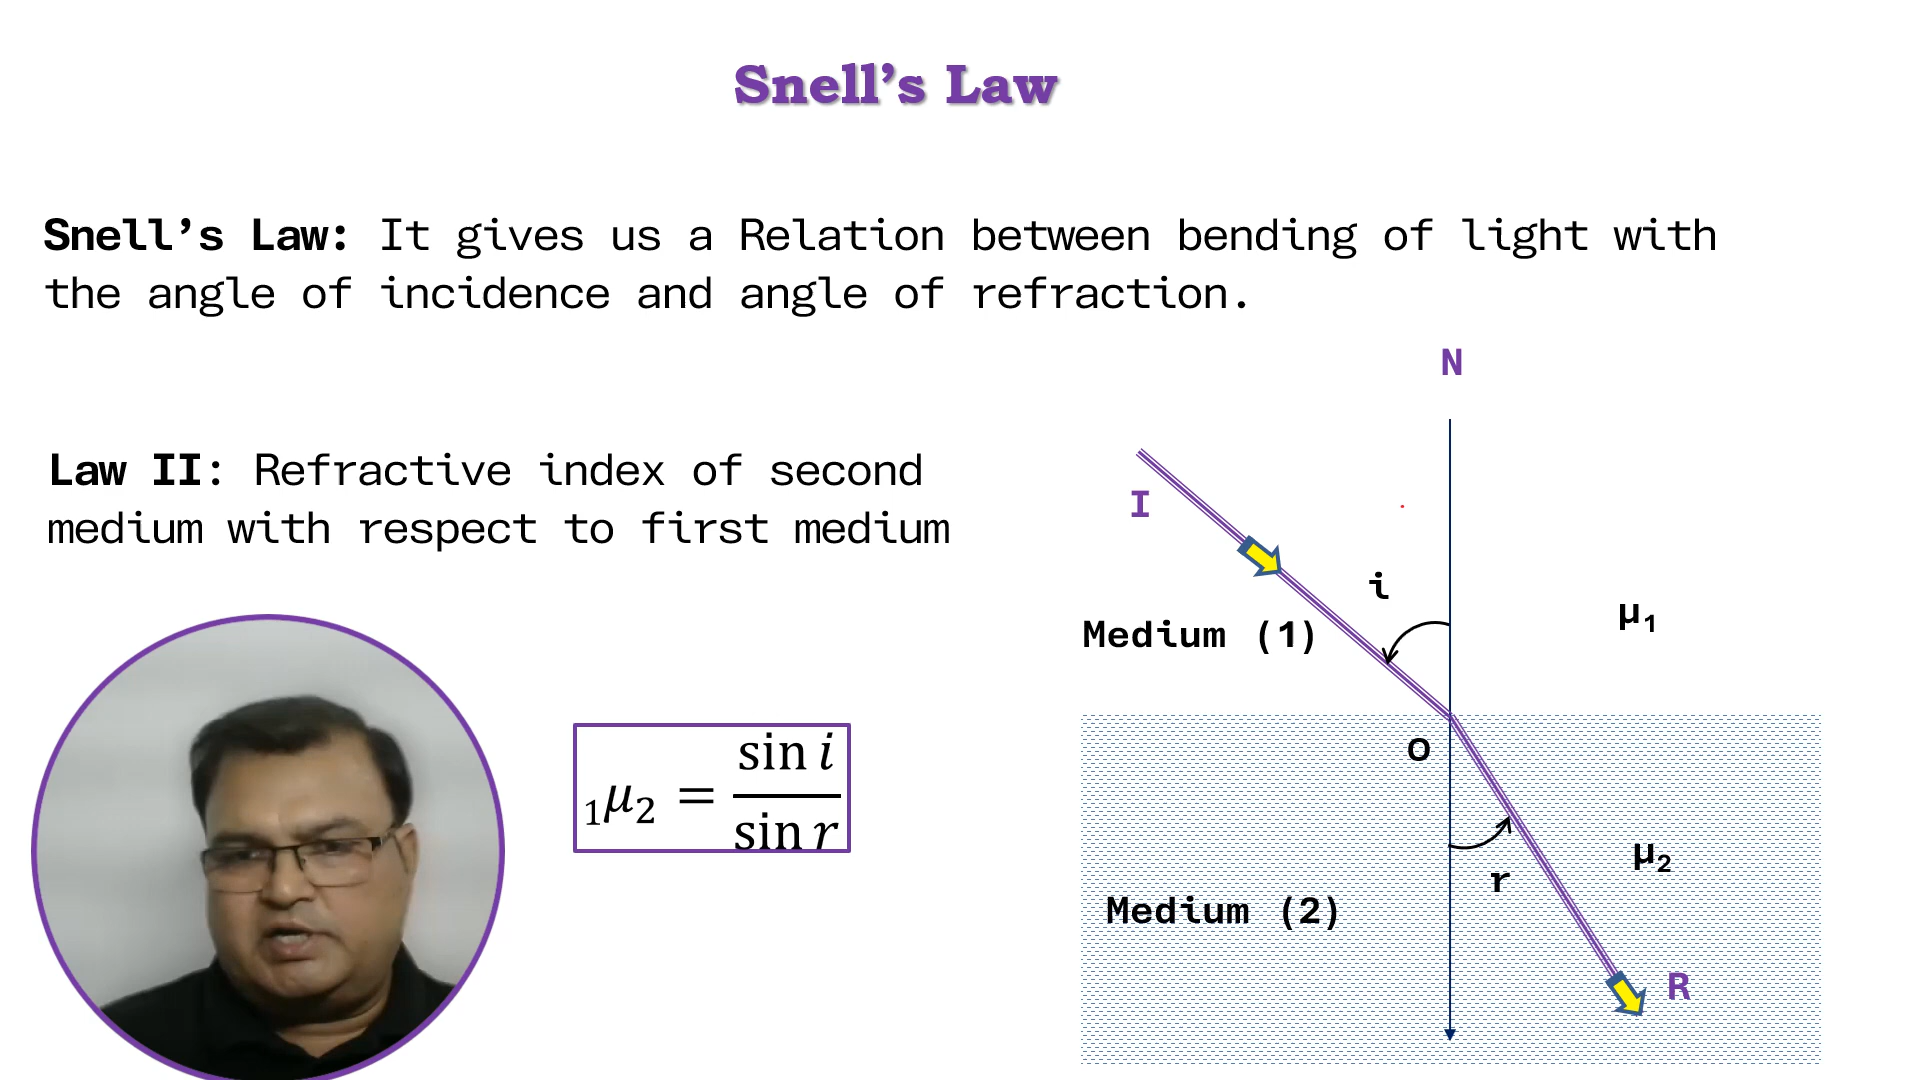 Snell’s Law
Snell’s Law: It gives us a Relation between bending of light with
the angle of incidence and angle of refraction.
Law II: Refractive index of second
medium with respect to first medium
₁μ₂ = sin i / sin r
N
I
i
Medium (1)
μ₁
O
μ₂
r
Medium (2)
R